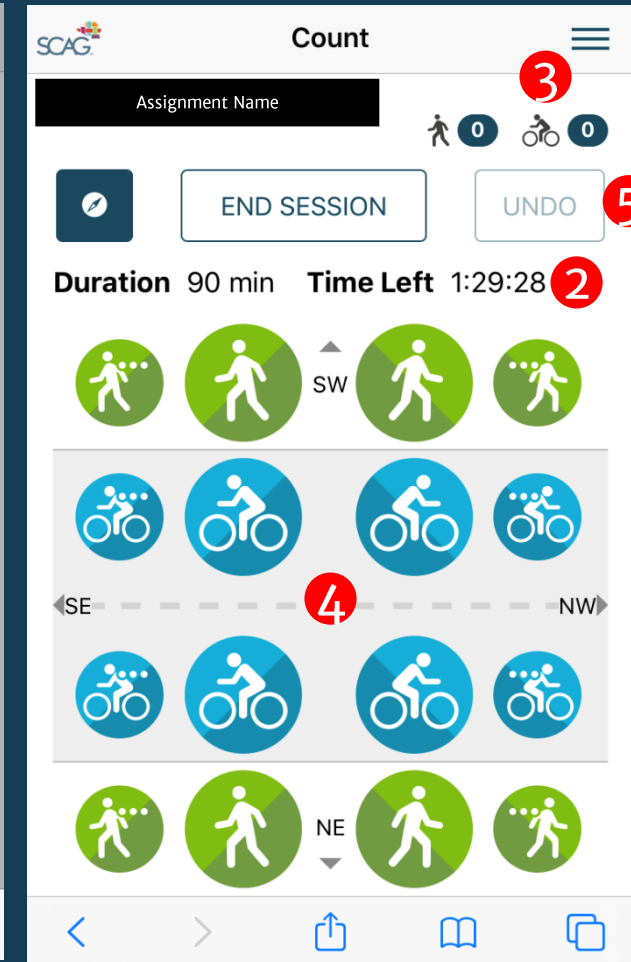 SCAG
Count
3
Assignment Name
0 0
END SESSION
UNDO
5
Duration 90 min Time Left 1:29:28
2
SW
4
SE
NW
NE